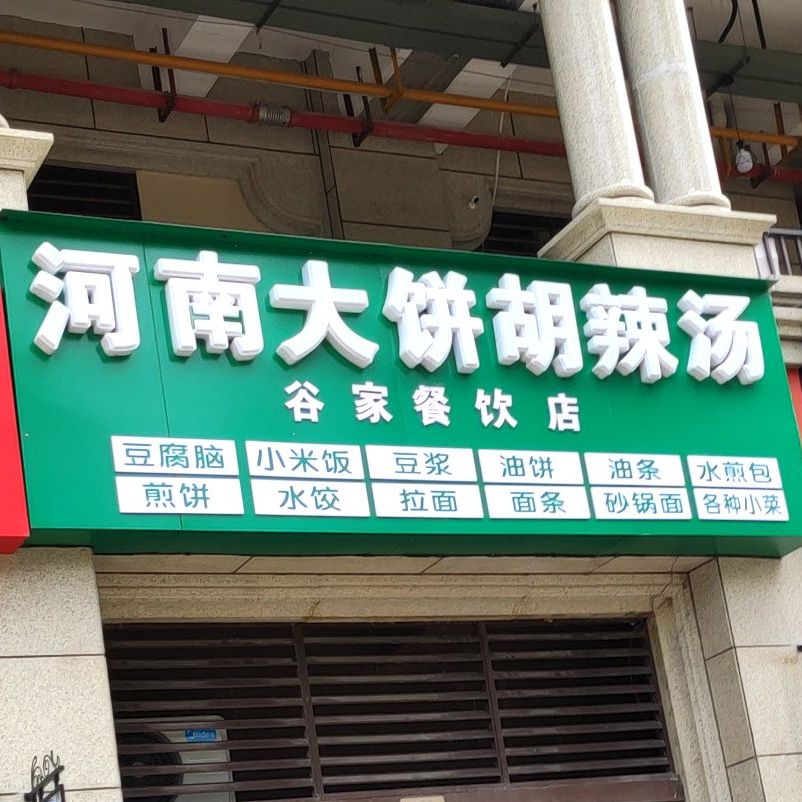 河南大饼胡辣汤
谷家餐饮店
豆腐脑 小米饭 豆浆 油饼 油条 水煎包
煎饼 水饺 拉面 面条 砂锅面 各种小菜
Midea